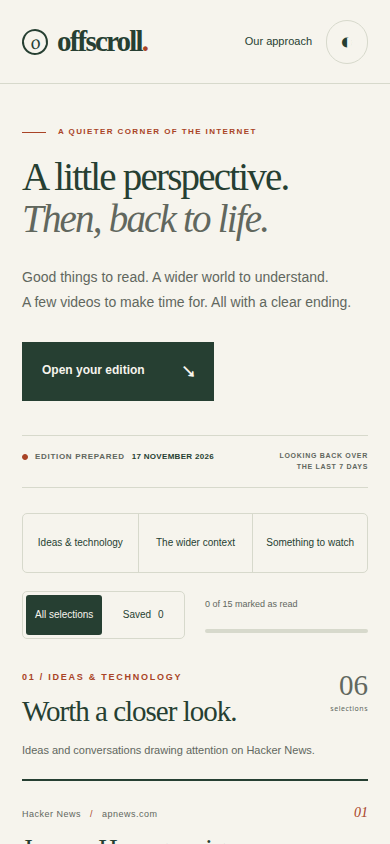 o offscroll.
Our approach
A QUIETER CORNER OF THE INTERNET
A little perspective.
Then, back to life.
Good things to read. A wider world to understand.
A few videos to make time for. All with a clear ending.
Open your edition ↘
EDITION PREPARED 17 NOVEMBER 2026
LOOKING BACK OVER
THE LAST 7 DAYS
Ideas & technology
The wider context
Something to watch
All selections
Saved 0
0 of 15 marked as read
01 / IDEAS & TECHNOLOGY
06
selections
Worth a closer look.
Ideas and conversations drawing attention on Hacker News.
Hacker News / apnews.com
01